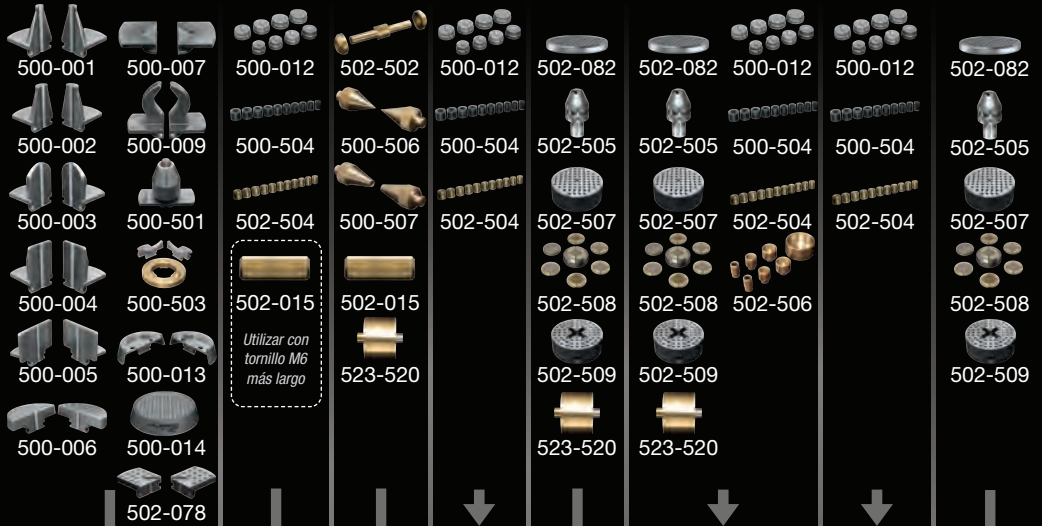 500-001 500-007 500-012 502-502 500-012 502-082 502-082 500-012 500-012 502-082
500-002 500-009 500-504 500-506 500-504 502-505 502-505 500-504 500-504 502-505
500-003 500-501 502-504 500-507 502-504 502-507 502-507 502-504 502-504 502-507
500-004 500-503 502-015 502-015 502-508 502-508 502-506 502-508
Utilizar con
tornillo M6
más largo
500-005 500-013 523-520 502-509 502-509 502-509
500-006 500-014 523-520 523-520
502-078